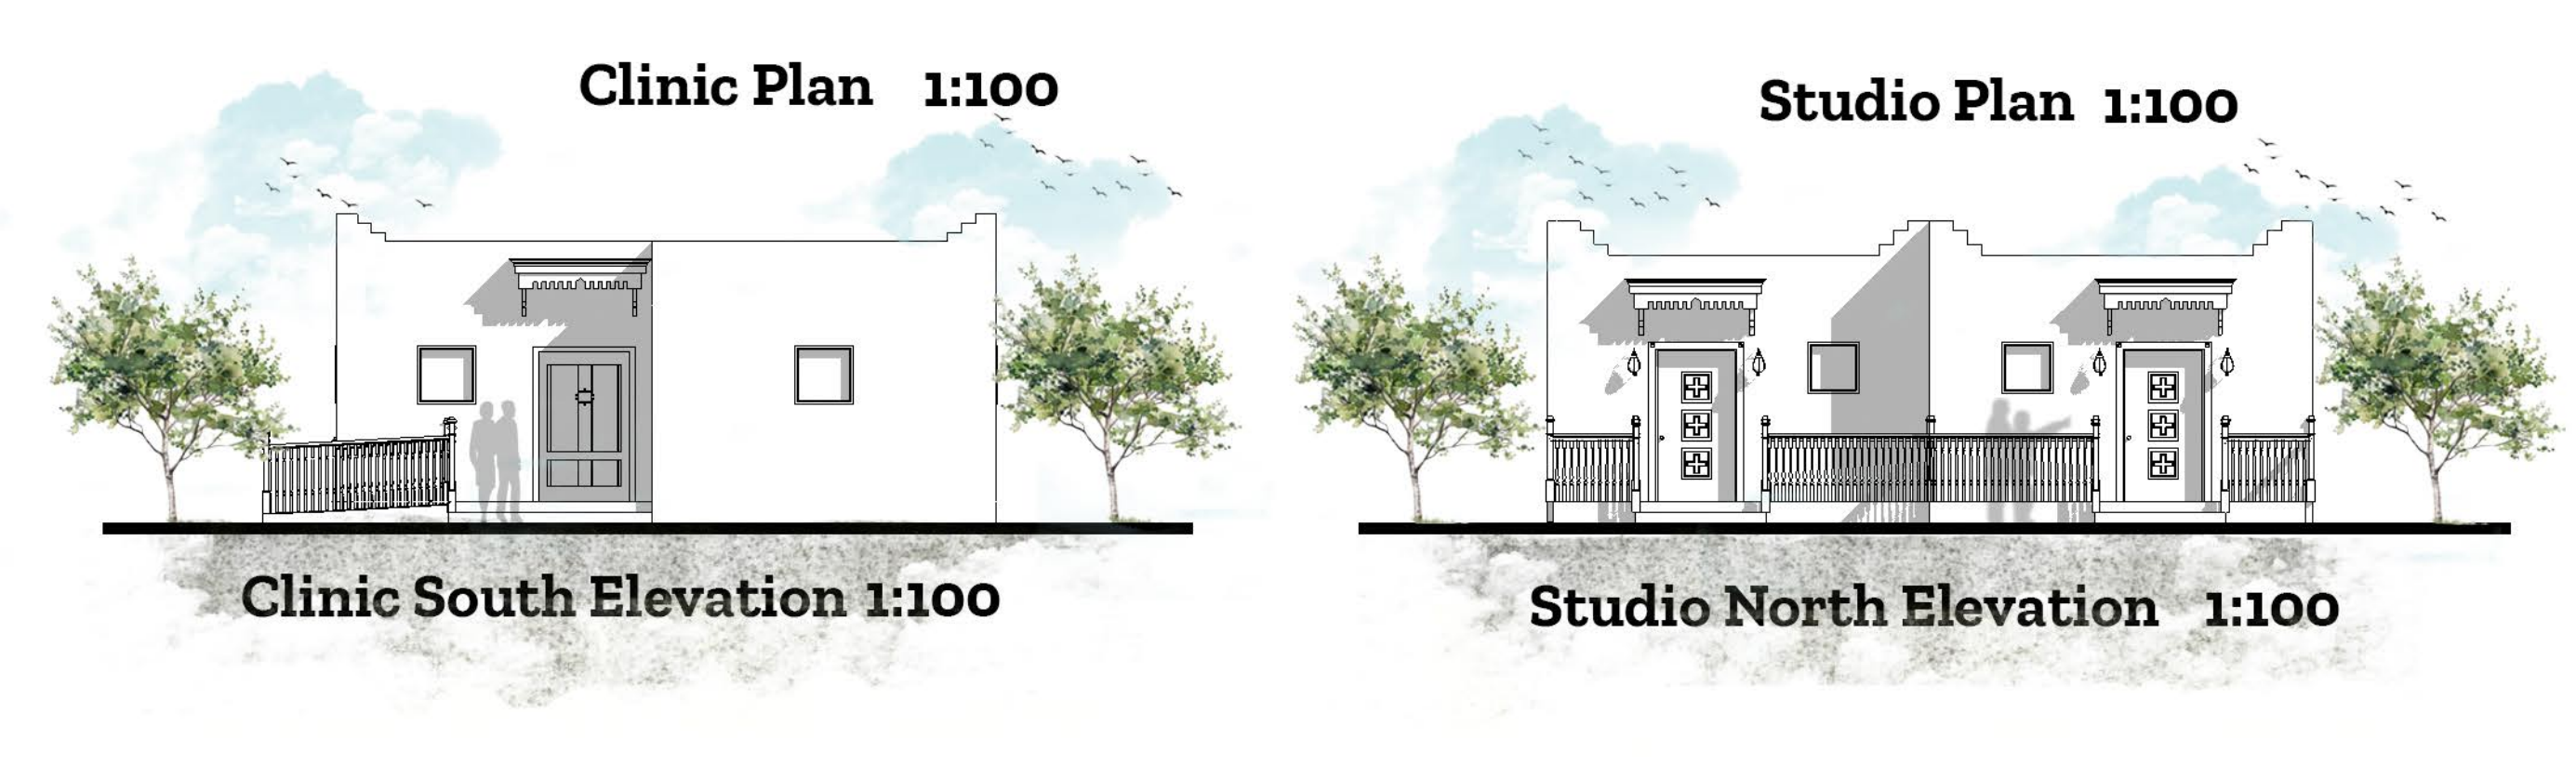 Clinic Plan 1:100
Studio Plan 1:100
Clinic South Elevation 1:100
Studio North Elevation 1:100